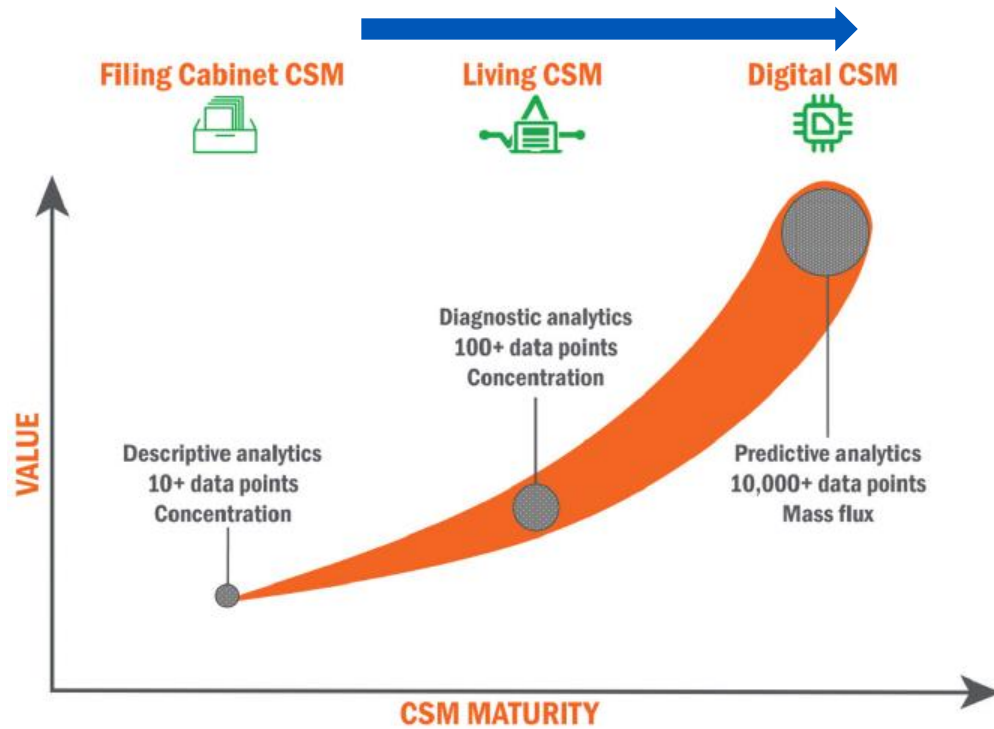 Filing Cabinet CSM
Living CSM
Digital CSM
Diagnostic analytics
100+ data points
Concentration
Descriptive analytics
10+ data points
Concentration
Predictive analytics
10,000+ data points
Mass flux
VALUE
CSM MATURITY